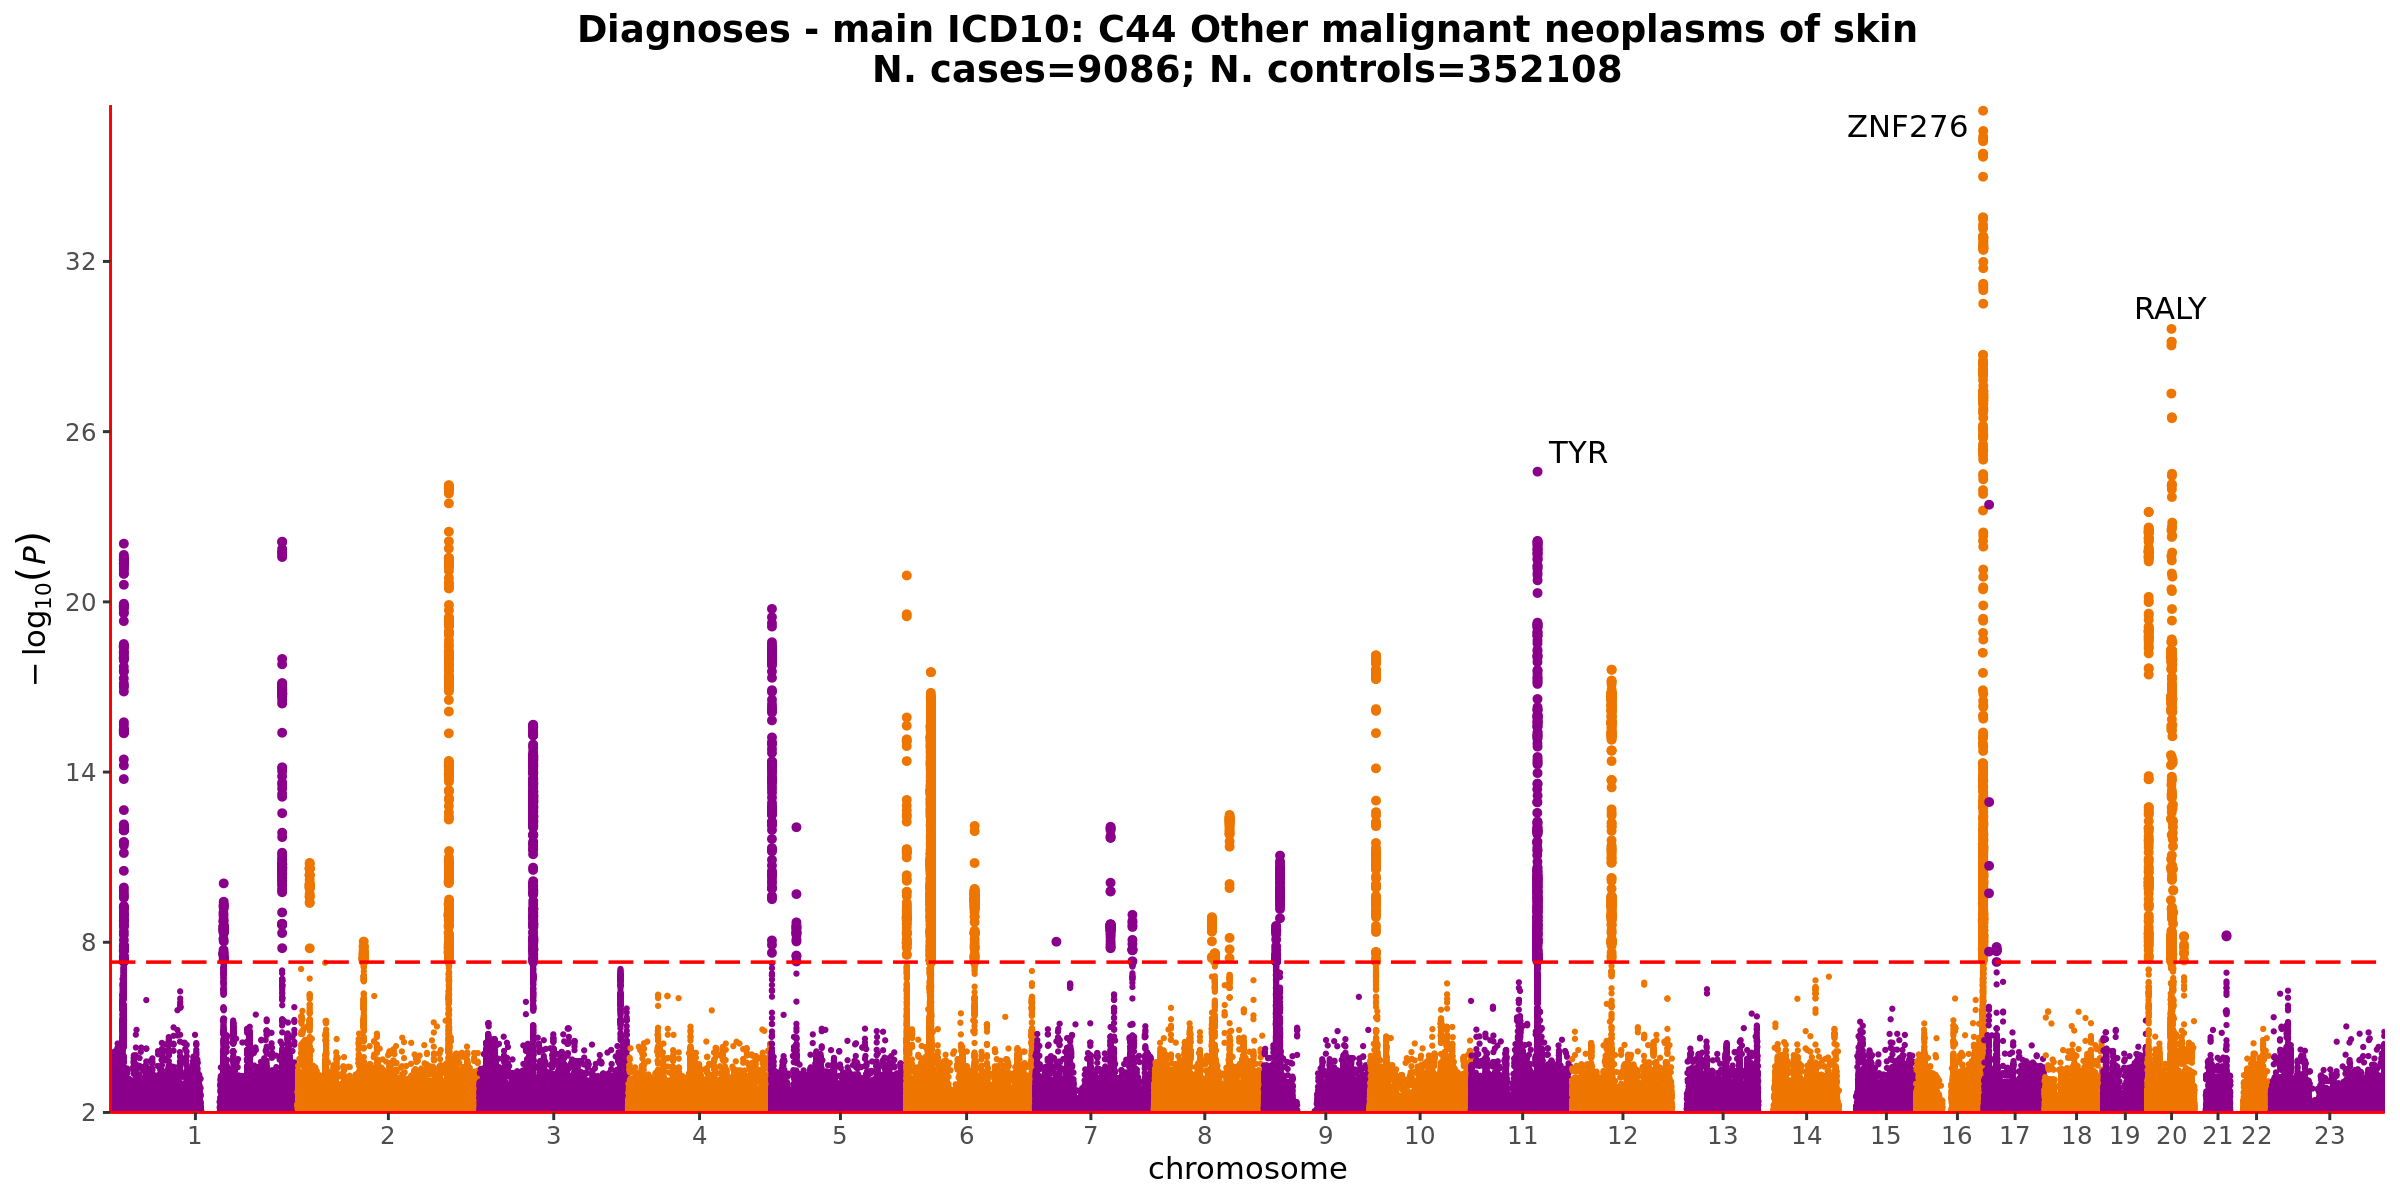 Diagnoses - main ICD10: C44 Other malignant neoplasms of skin
N. cases=9086; N. controls=352108
ZNF276
RALY
TYR
32
26
20
14
8
2
−log10(P)
1 2 3 4 5 6 7 8 9 10 11 12 13 14 15 16 17 18 19 20 21 22 23
chromosome